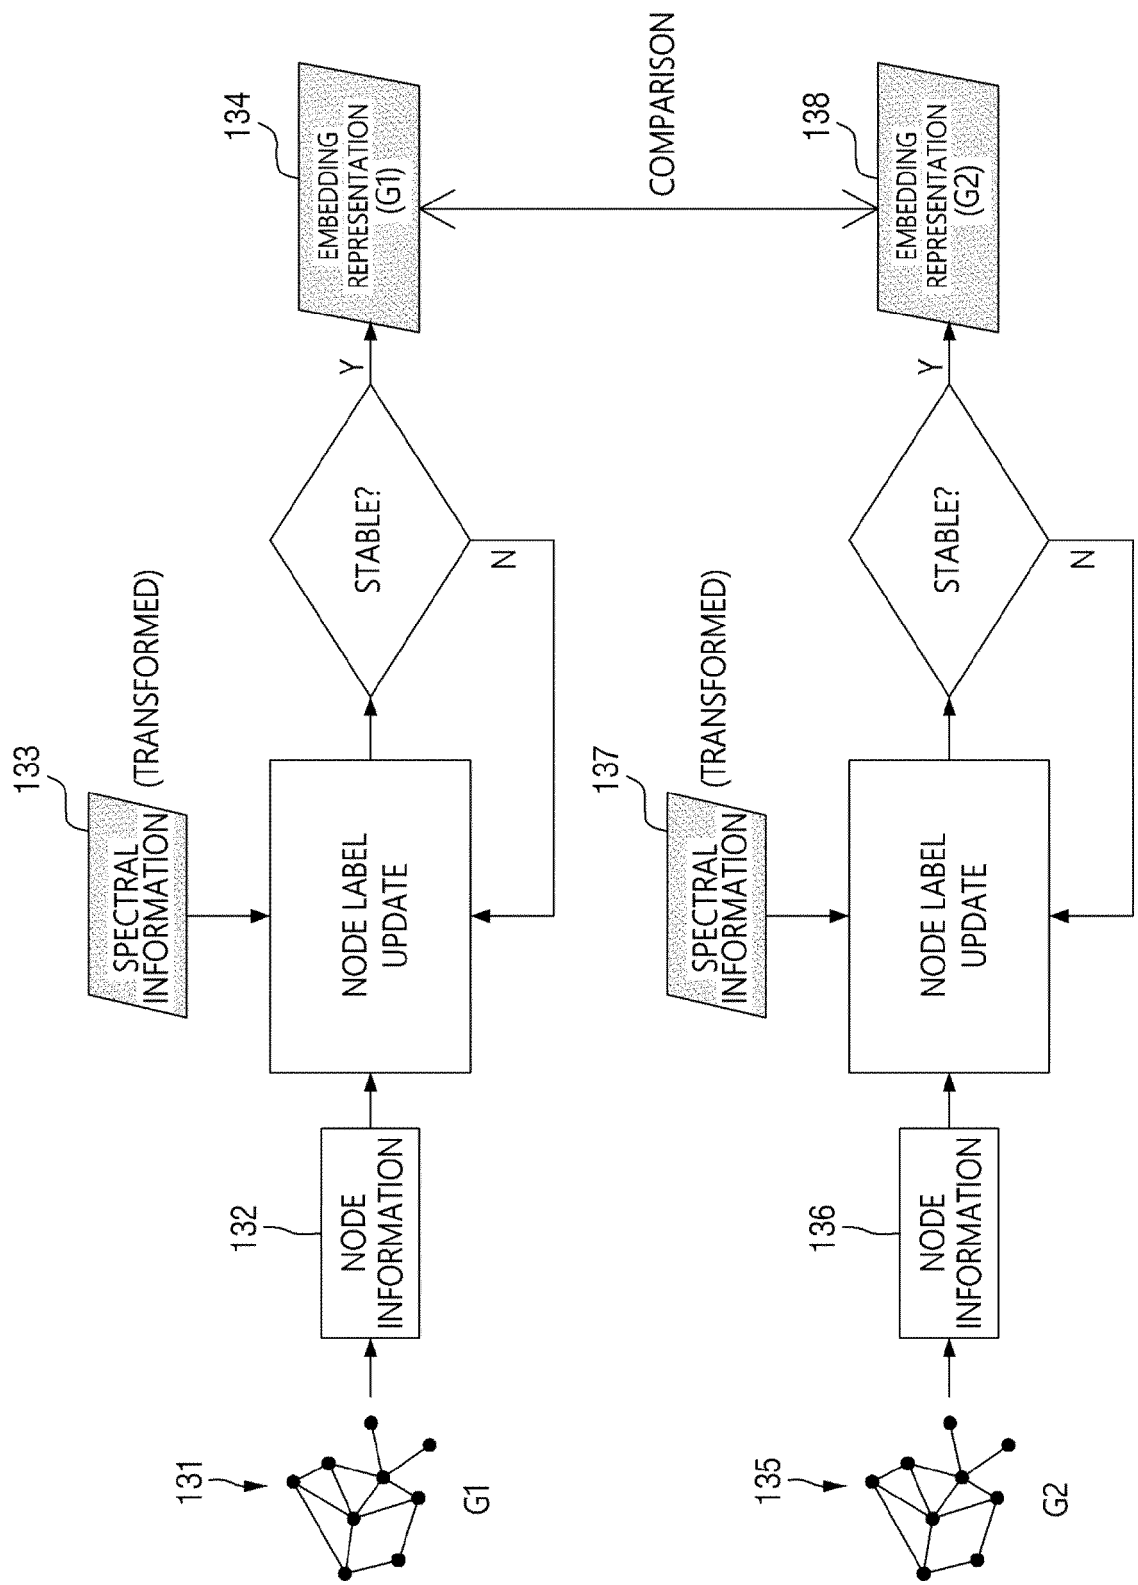 131
G1
132
NODE
INFORMATION
133
SPECTRAL
INFORMATION
(TRANSFORMED)
NODE LABEL
UPDATE
STABLE?
Y
N
134
EMBEDDING
REPRESENTATION
(G1)
COMPARISON
135
G2
136
NODE
INFORMATION
137
SPECTRAL
INFORMATION
(TRANSFORMED)
NODE LABEL
UPDATE
STABLE?
Y
N
138
EMBEDDING
REPRESENTATION
(G2)